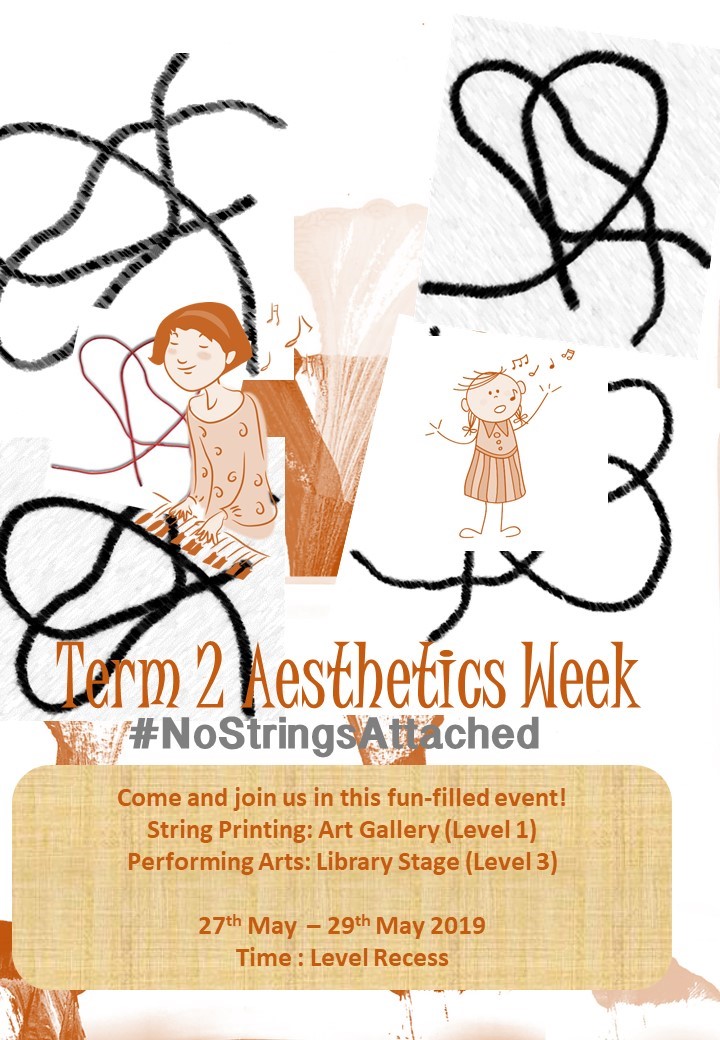 Term 2 Aesthetics Week
#NoStringsAttached
Come and join us in this fun-filled event!
String Printing: Art Gallery (Level 1)
Performing Arts: Library Stage (Level 3)
27th May – 29th May 2019
Time : Level Recess